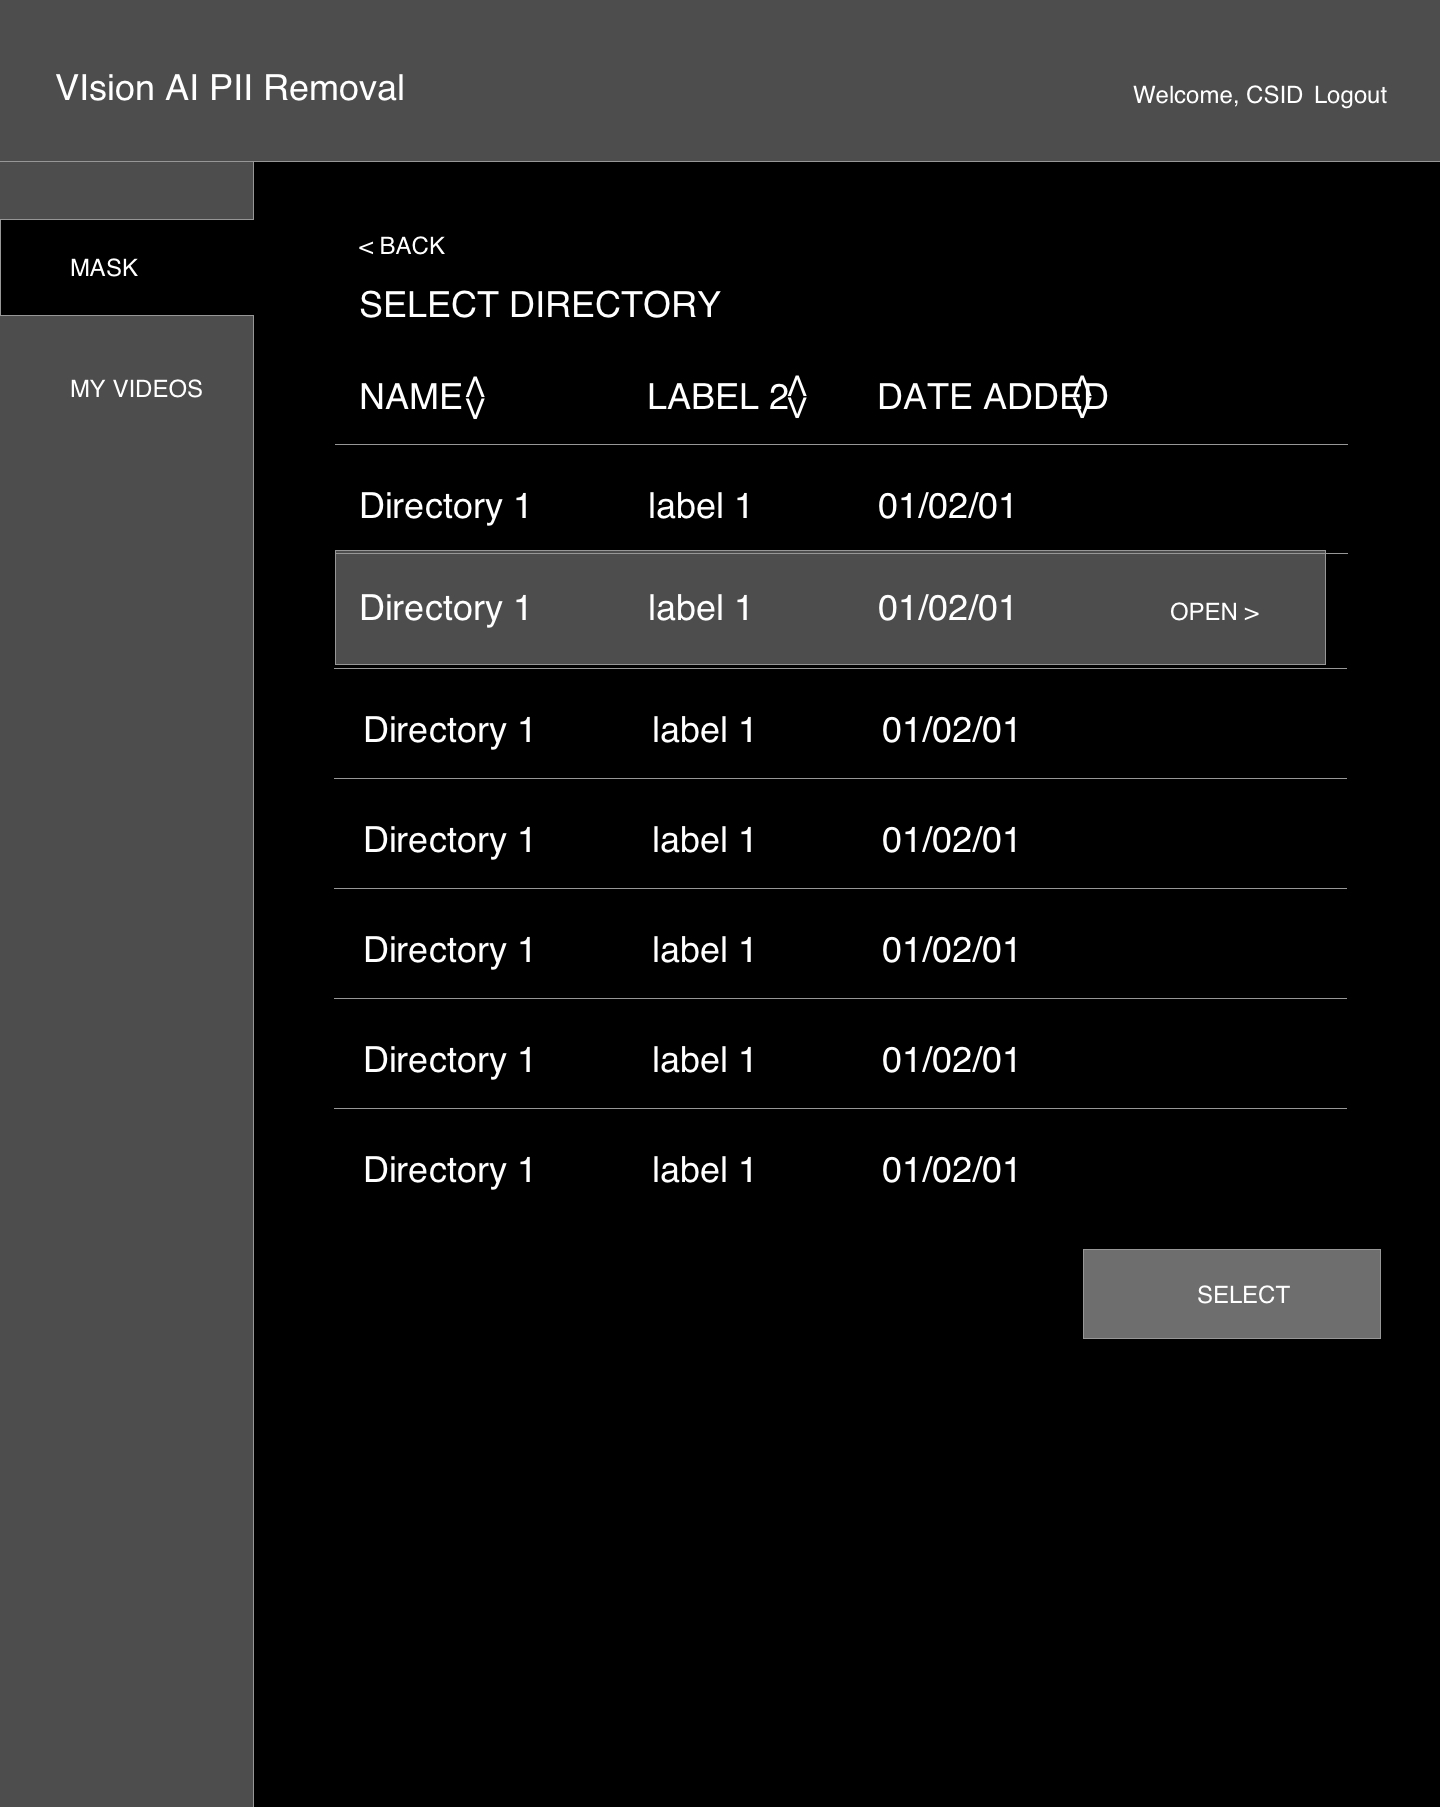 VIsion AI PII Removal
Welcome, CSID Logout
MASK
MY VIDEOS
< BACK
SELECT DIRECTORY
NAME LABEL 2 DATE ADDED
Directory 1 label 1 01/02/01
Directory 1 label 1 01/02/01 OPEN >
Directory 1 label 1 01/02/01
Directory 1 label 1 01/02/01
Directory 1 label 1 01/02/01
Directory 1 label 1 01/02/01
Directory 1 label 1 01/02/01
SELECT